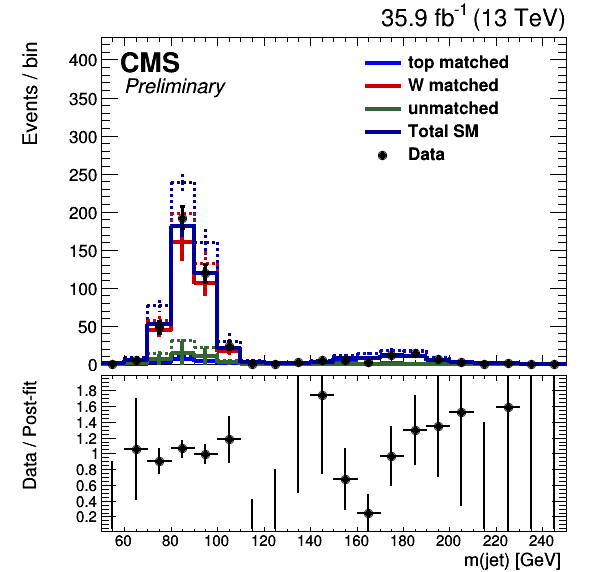 35.9 fb⁻¹ (13 TeV)
CMS
Preliminary
top matched
W matched
unmatched
Total SM
Data
Events / bin
400
350
300
250
200
150
100
50
0
Data / Post-fit
1.8
1.6
1.4
1.2
1
0.8
0.6
0.4
0.2
60 80 100 120 140 160 180 200 220 240
m(jet) [GeV]